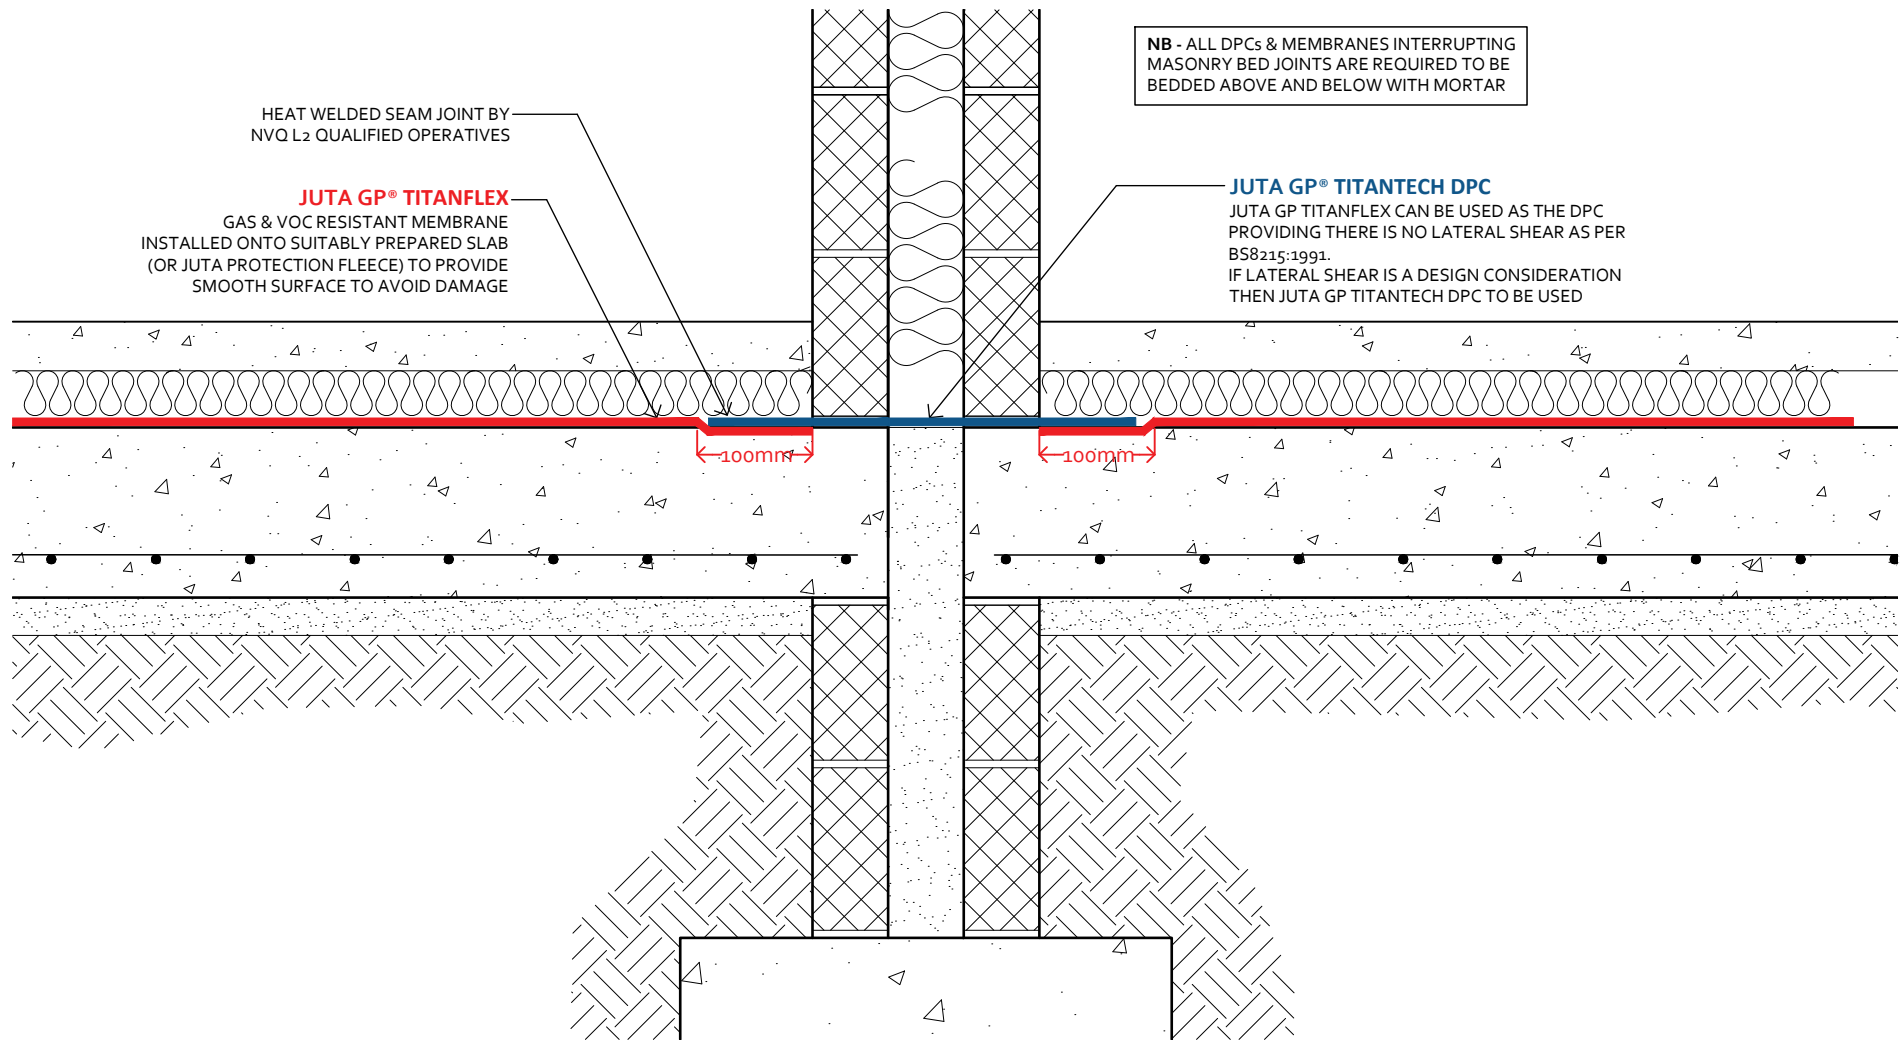 NB - ALL DPCs & MEMBRANES INTERRUPTING
MASONRY BED JOINTS ARE REQUIRED TO BE
BEDDED ABOVE AND BELOW WITH MORTAR
HEAT WELDED SEAM JOINT BY
NVQ L2 QUALIFIED OPERATIVES
JUTA GP® TITANFLEX
GAS & VOC RESISTANT MEMBRANE
INSTALLED ONTO SUITABLY PREPARED SLAB
(OR JUTA PROTECTION FLEECE) TO PROVIDE
SMOOTH SURFACE TO AVOID DAMAGE
JUTA GP® TITANTECH DPC
JUTA GP TITANFLEX CAN BE USED AS THE DPC
PROVIDING THERE IS NO LATERAL SHEAR AS PER
BS8215:1991.
IF LATERAL SHEAR IS A DESIGN CONSIDERATION
THEN JUTA GP TITANTECH DPC TO BE USED
100mm
100mm